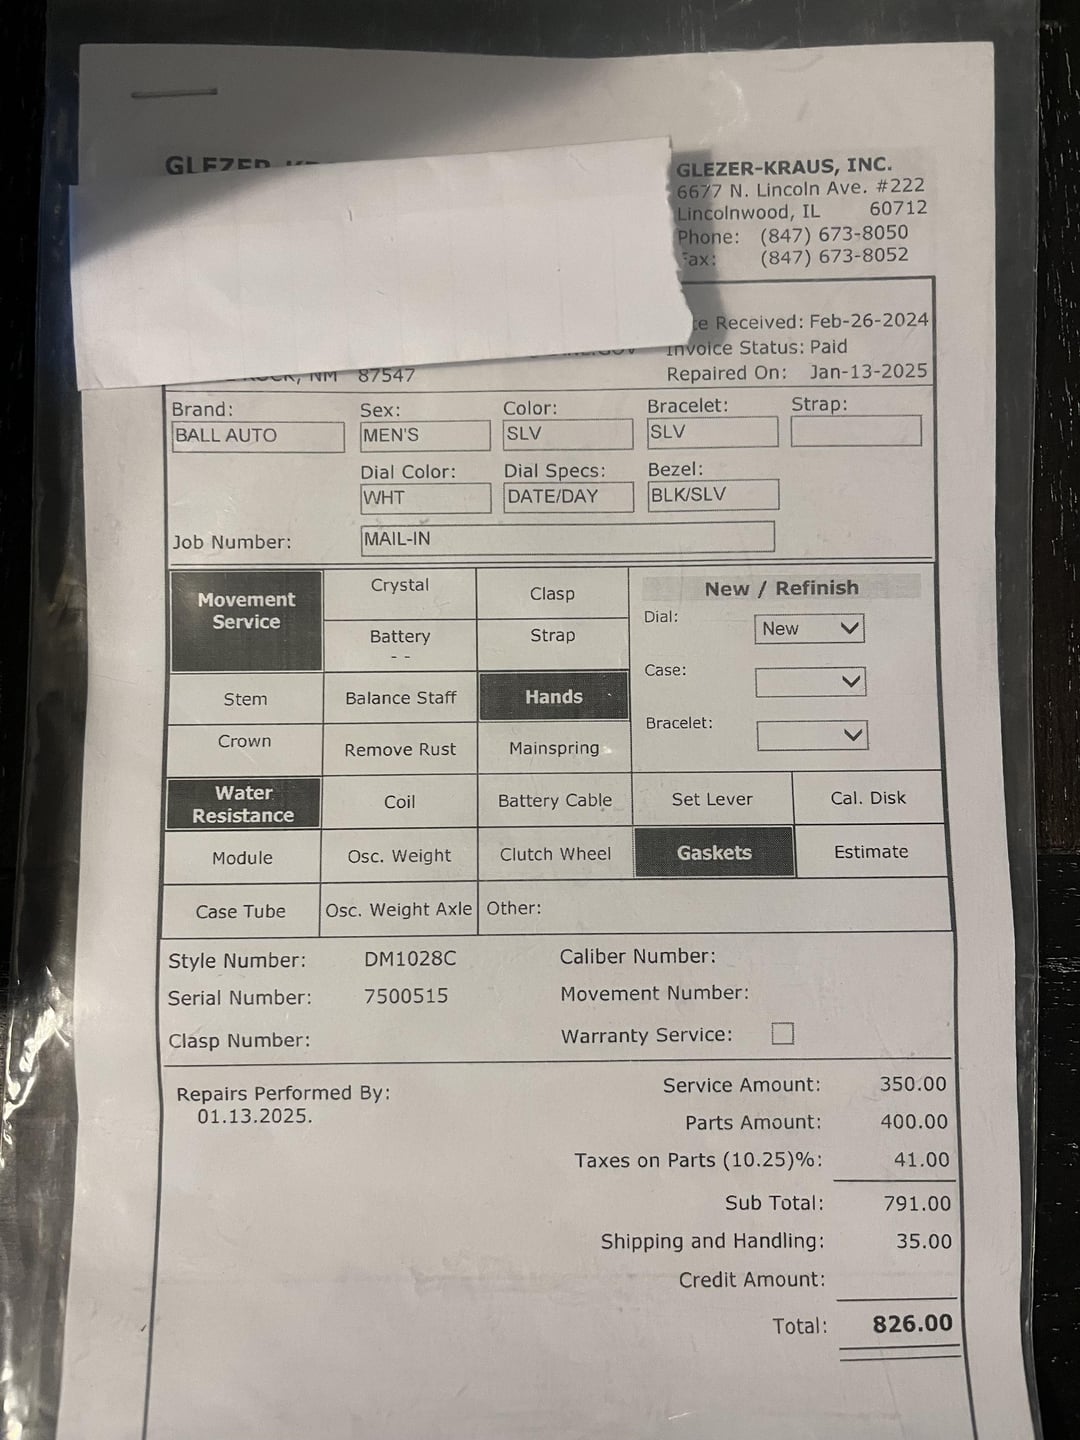 GLEZER-KRAUS, INC.
6677 N. Lincoln Ave. #222
Lincolnwood, IL 60712
Phone: (847) 673-8050
Fax: (847) 673-8052
Received: Feb-26-2024
Invoice Status: Paid
NM 87547
Repaired On: Jan-13-2025
Brand: Sex: Color: Bracelet: Strap:
BALL AUTO MEN'S SLV SLV
Dial Color: Dial Specs: Bezel:
WHT DATE/DAY BLK/SLV
Job Number: MAIL-IN
Movement Service
Crystal
Clasp
New / Refinish
Battery
- -
Strap
Dial: New
Stem
Balance Staff
Hands
Case:
Crown
Remove Rust
Mainspring
Bracelet:
Water Resistance
Coil
Battery Cable
Set Lever
Cal. Disk
Module
Osc. Weight
Clutch Wheel
Gaskets
Estimate
Case Tube
Osc. Weight Axle
Other:
Style Number: DM1028C Caliber Number:
Serial Number: 7500515 Movement Number:
Clasp Number: Warranty Service:
Repairs Performed By:
01.13.2025.
Service Amount: 350.00
Parts Amount: 400.00
Taxes on Parts (10.25)%: 41.00
Sub Total: 791.00
Shipping and Handling: 35.00
Credit Amount:
Total: 826.00